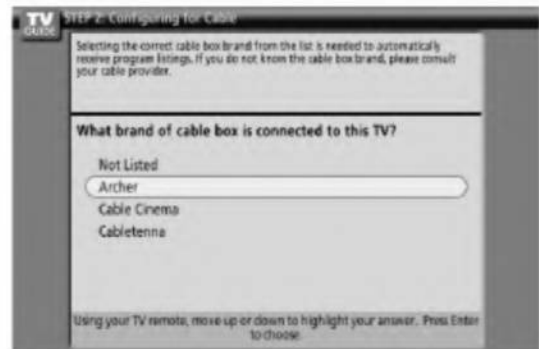 TV GUIDE
STEP 2: Configuring for Cable
Selecting the correct cable box brand from the list is needed to automatically
receive program listings. If you do not know the cable box brand, please consult
your cable provider.
What brand of cable box is connected to this TV?
Not Listed
Archer
Cable Cinema
Cabletenna
Using your TV remote, move up or down to highlight your answer. Press Enter
to choose.